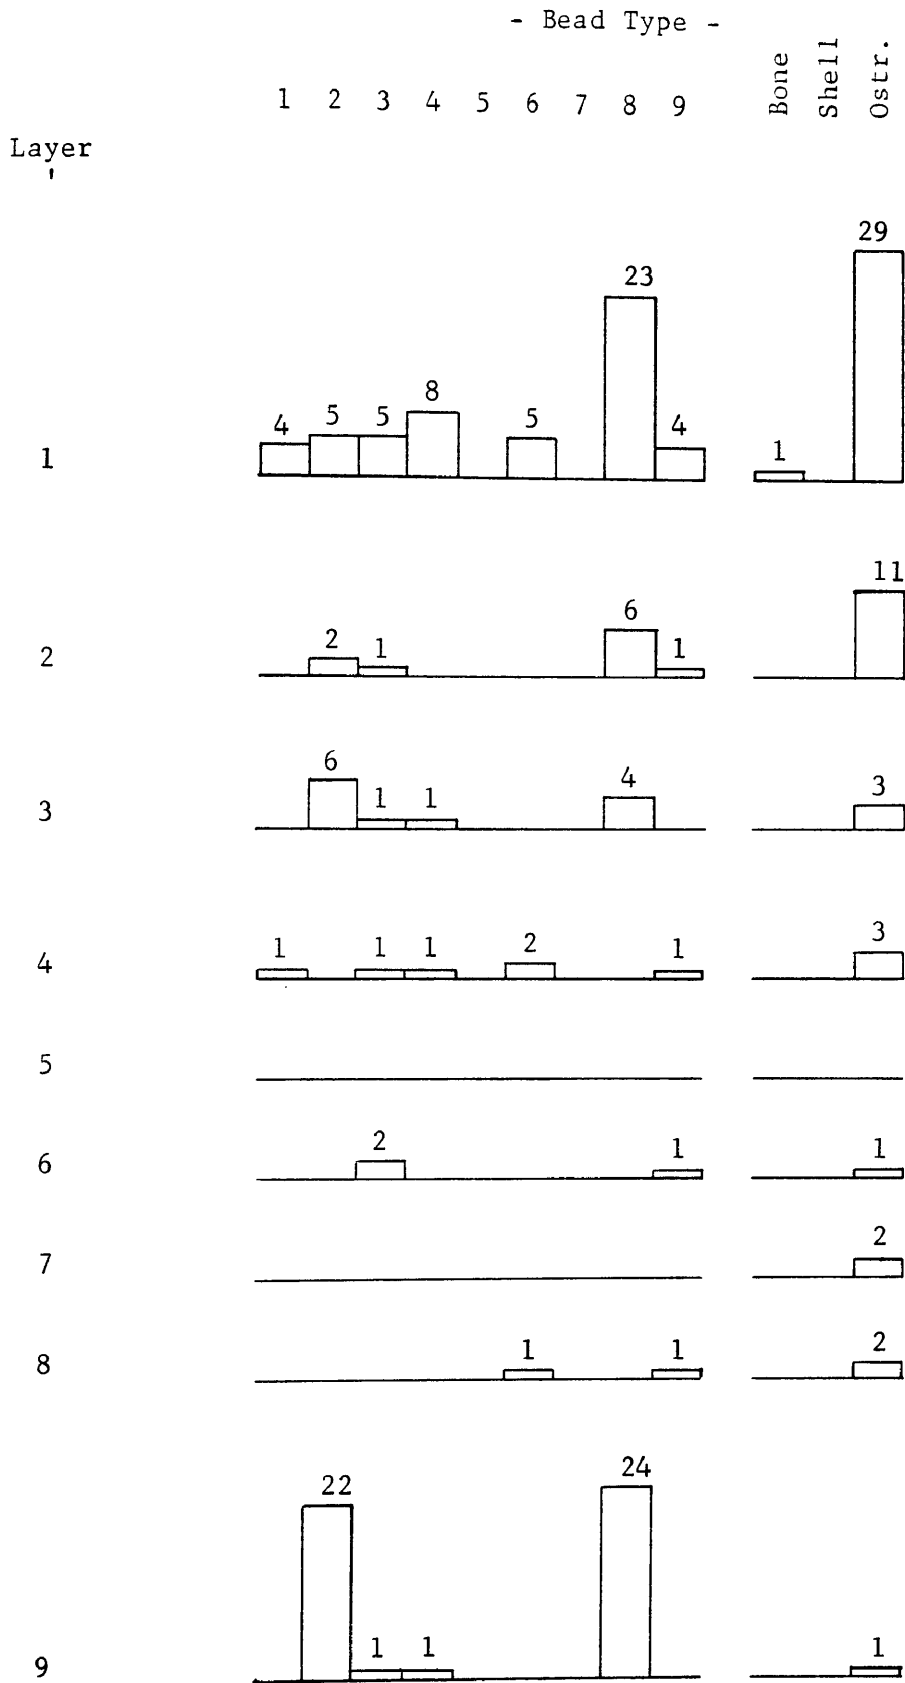 - Bead Type -
1 2 3 4 5 6 7 8 9 Bone Shell Ostr.
Layer
1 4 5 5 8 5 23 4 1 29
2 2 1 6 1 11
3 6 1 1 4 3
4 1 1 1 2 1 3
5
6 2 1 1
7 2
8 1 1 2
9 22 1 1 24 1